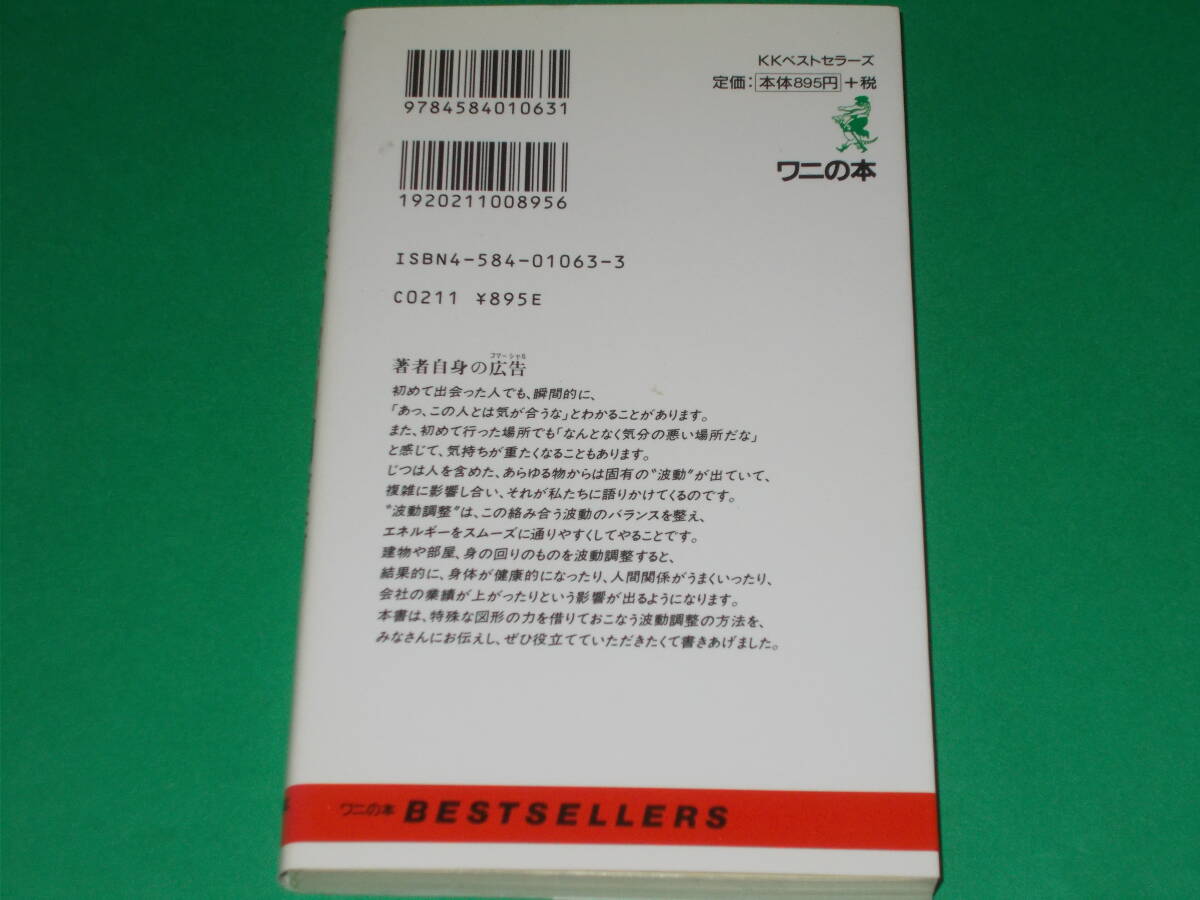 9784584010631
1920211008956
KKベストセラーズ
定価：本体895円＋税
ワニの本
ISBN4-584-01063-3
C0211 ¥895E
コマーシャル
著者自身の広告
初めて出会った人でも、瞬間的に、
「あっ、この人とは気が合うな」とわかることがあります。
また、初めて行った場所でも「なんとなく気分の悪い場所だな」
と感じて、気持ちが重たくなることもあります。
じつは人を含めた、あらゆる物からは固有の“波動”が出ていて、
複雑に影響し合い、それが私たちに語りかけてくるのです。
“波動調整”は、この絡み合う波動のバランスを整え、
エネルギーをスムーズに通りやすくしてやることです。
建物や部屋、身の回りのものを波動調整すると、
結果的に、身体が健康的になったり、人間関係がうまくいったり、
会社の業績が上がったりという影響が出るようになります。
本書は、特殊な図形の力を借りておこなう波動調整の方法を、
みなさんにお伝えし、ぜひ役立てていただきたくて書きあげました。
ワニの本 BESTSELLERS